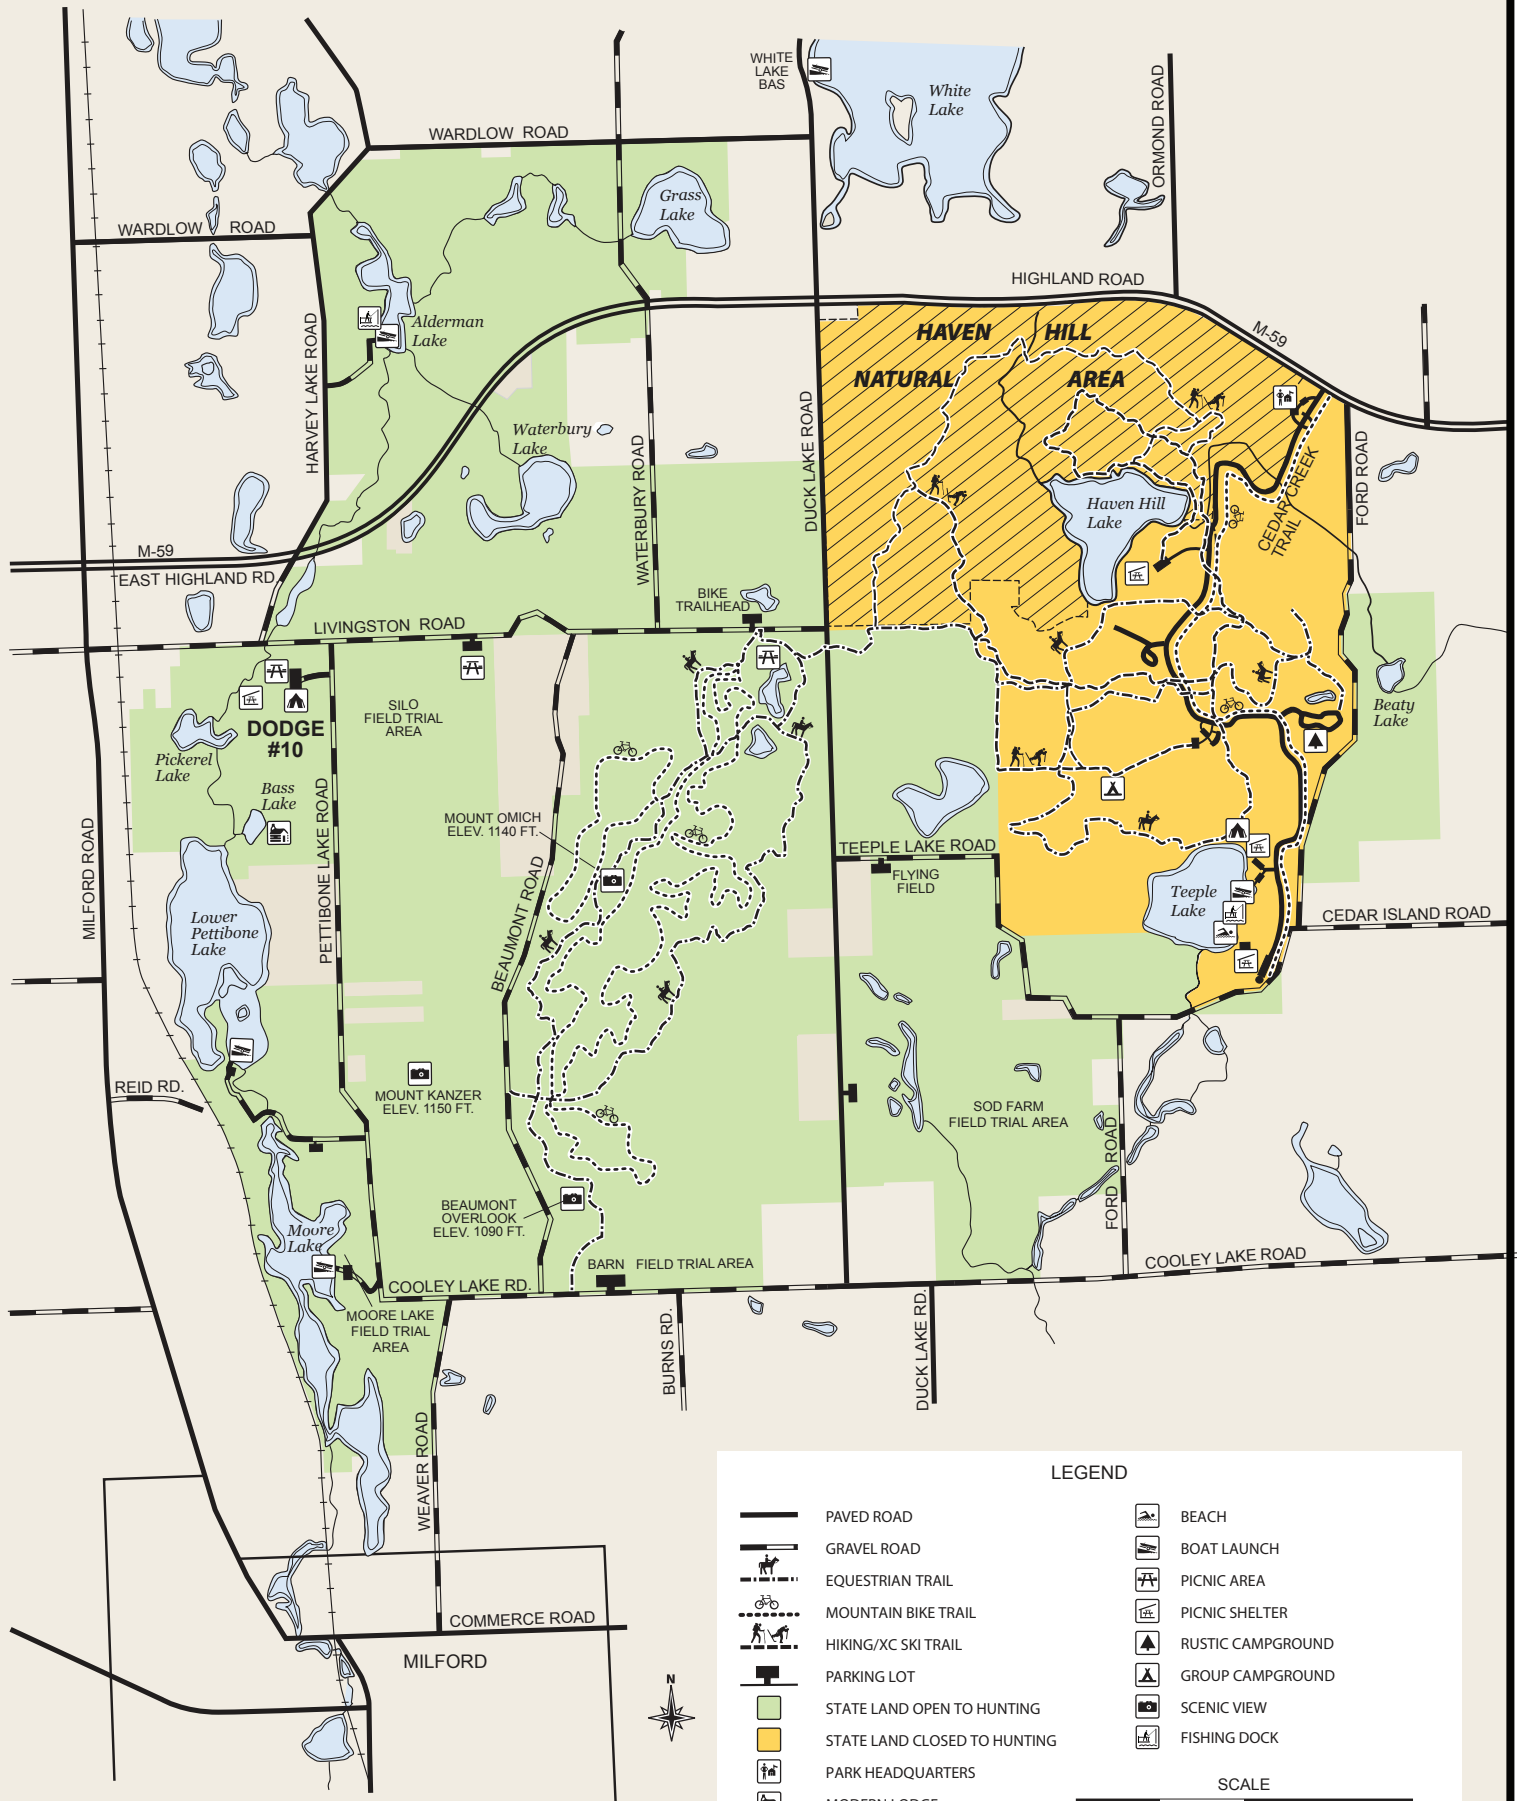 WHITE
LAKE
BAS
White
Lake
ORMOND ROAD
WARDLOW ROAD
Grass
Lake
WARDLOW ROAD
HIGHLAND ROAD
M-59
Alderman
Lake
HAVEN HILL
NATURAL AREA
HARVEY LAKE ROAD
DUCK LAKE ROAD
Waterbury
Lake
WATERBURY ROAD
FORD ROAD
CEDAR CREEK
TRAIL
Haven Hill
Lake
M-59
EAST HIGHLAND RD.
BIKE
TRAILHEAD
LIVINGSTON ROAD
SILO
FIELD TRIAL
AREA
DODGE
#10
Beaty
Lake
Pickerel
Lake
Bass
Lake
MOUNT OMICH
ELEV. 1140 FT.
MILFORD ROAD
PETTIBONE LAKE ROAD
BEAUMONT ROAD
TEEPLE LAKE ROAD
FLYING
FIELD
Teeple
Lake
CEDAR ISLAND ROAD
Lower
Pettibone
Lake
REID RD.
MOUNT KANZER
ELEV. 1150 FT.
SOD FARM
FIELD TRIAL AREA
FORD ROAD
BEAUMONT
OVERLOOK
ELEV. 1090 FT.
Moore
Lake
BARN FIELD TRIAL AREA
COOLEY LAKE ROAD
COOLEY LAKE RD.
MOORE LAKE
FIELD TRIAL
AREA
BURNS RD.
DUCK LAKE RD.
WEAVER ROAD
COMMERCE ROAD
MILFORD
N
LEGEND
PAVED ROAD
GRAVEL ROAD
EQUESTRIAN TRAIL
MOUNTAIN BIKE TRAIL
HIKING/XC SKI TRAIL
PARKING LOT
STATE LAND OPEN TO HUNTING
STATE LAND CLOSED TO HUNTING
PARK HEADQUARTERS
MODERN LODGE
BEACH
BOAT LAUNCH
PICNIC AREA
PICNIC SHELTER
RUSTIC CAMPGROUND
GROUP CAMPGROUND
SCENIC VIEW
FISHING DOCK
SCALE